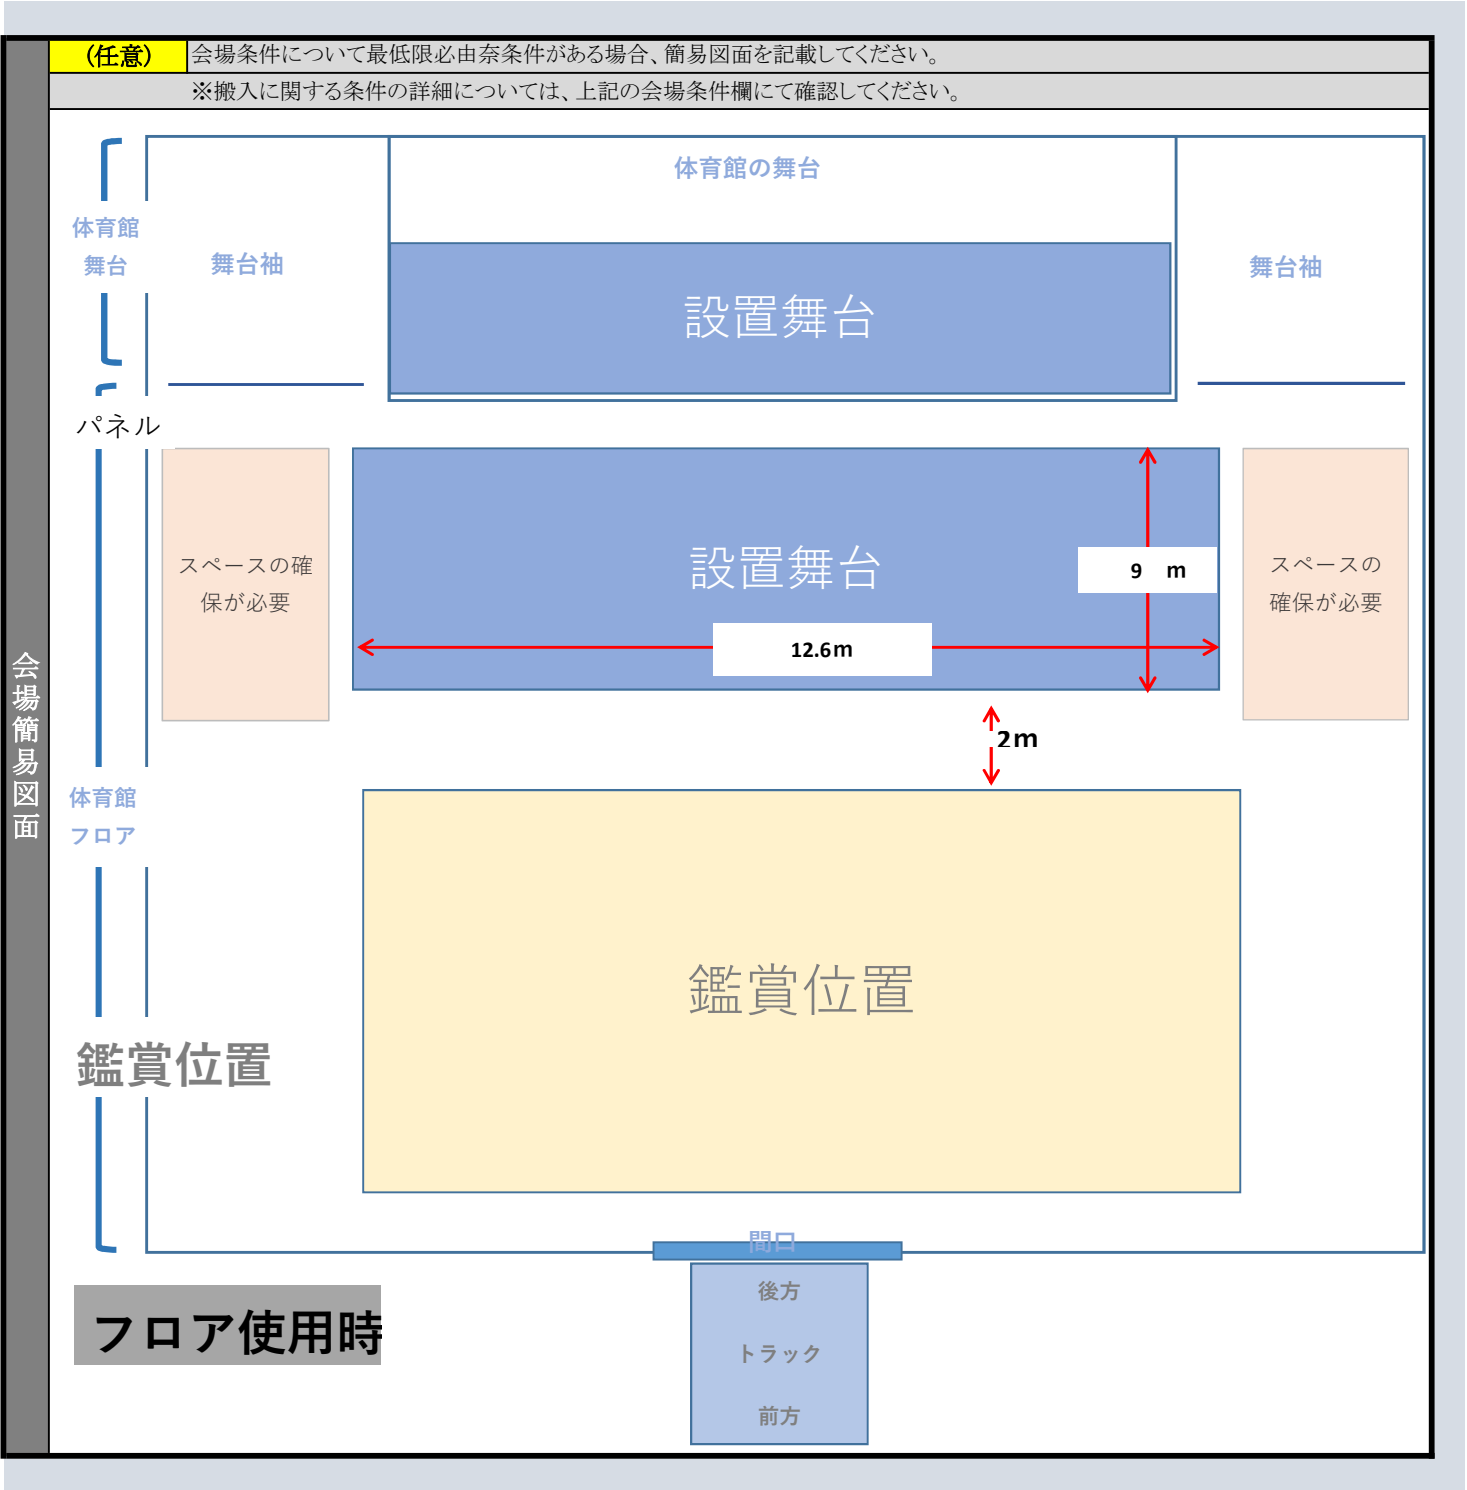 (任意)
会場条件について最低限必由奈条件がある場合、簡易図面を記載してください。
※搬入に関する条件の詳細については、上記の会場条件欄にて確認してください。
会場簡易図面
体育館の舞台
体育館
舞台
舞台袖
舞台袖
設置舞台
パネル
スペースの確
保が必要
設置舞台
9 m
12.6m
スペースの
確保が必要
2m
体育館
フロア
鑑賞位置
鑑賞位置
間口
後方
トラック
前方
フロア使用時